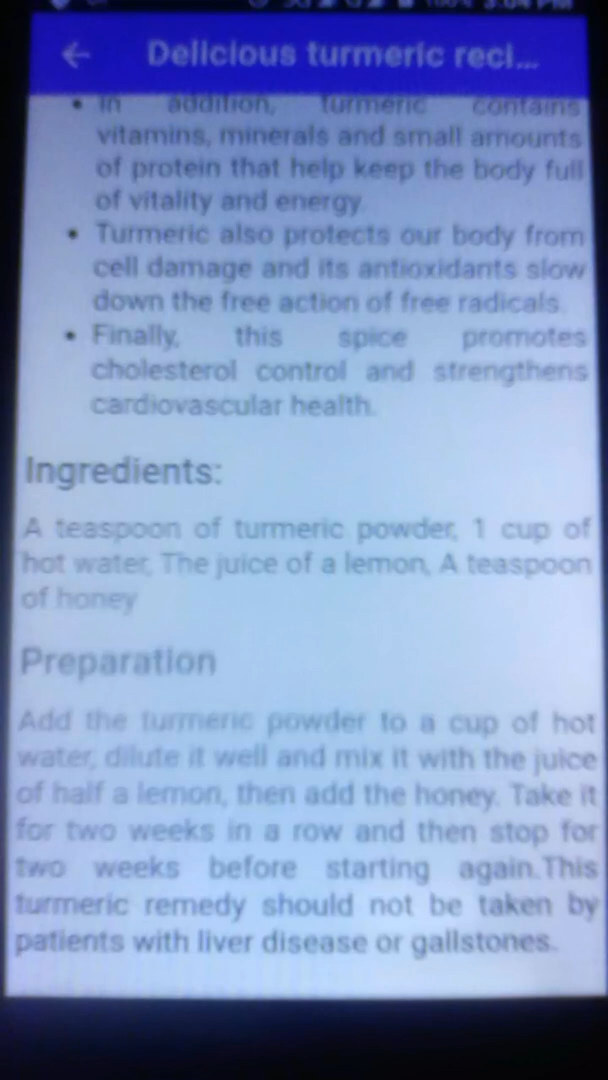 Delicious turmeric reci...
• In addition, turmeric contains
vitamins, minerals and small amounts
of protein that help keep the body full
of vitality and energy.
• Turmeric also protects our body from
cell damage and its antioxidants slow
down the free action of free radicals.
• Finally, this spice promotes
cholesterol control and strengthens
cardiovascular health.
Ingredients:
A teaspoon of turmeric powder, 1 cup of
hot water, The juice of a lemon, A teaspoon
of honey
Preparation
Add the turmeric powder to a cup of hot
water, dilute it well and mix it with the juice
of half a lemon, then add the honey. Take it
for two weeks in a row and then stop for
two weeks before starting again.This
turmeric remedy should not be taken by
patients with liver disease or gallstones.